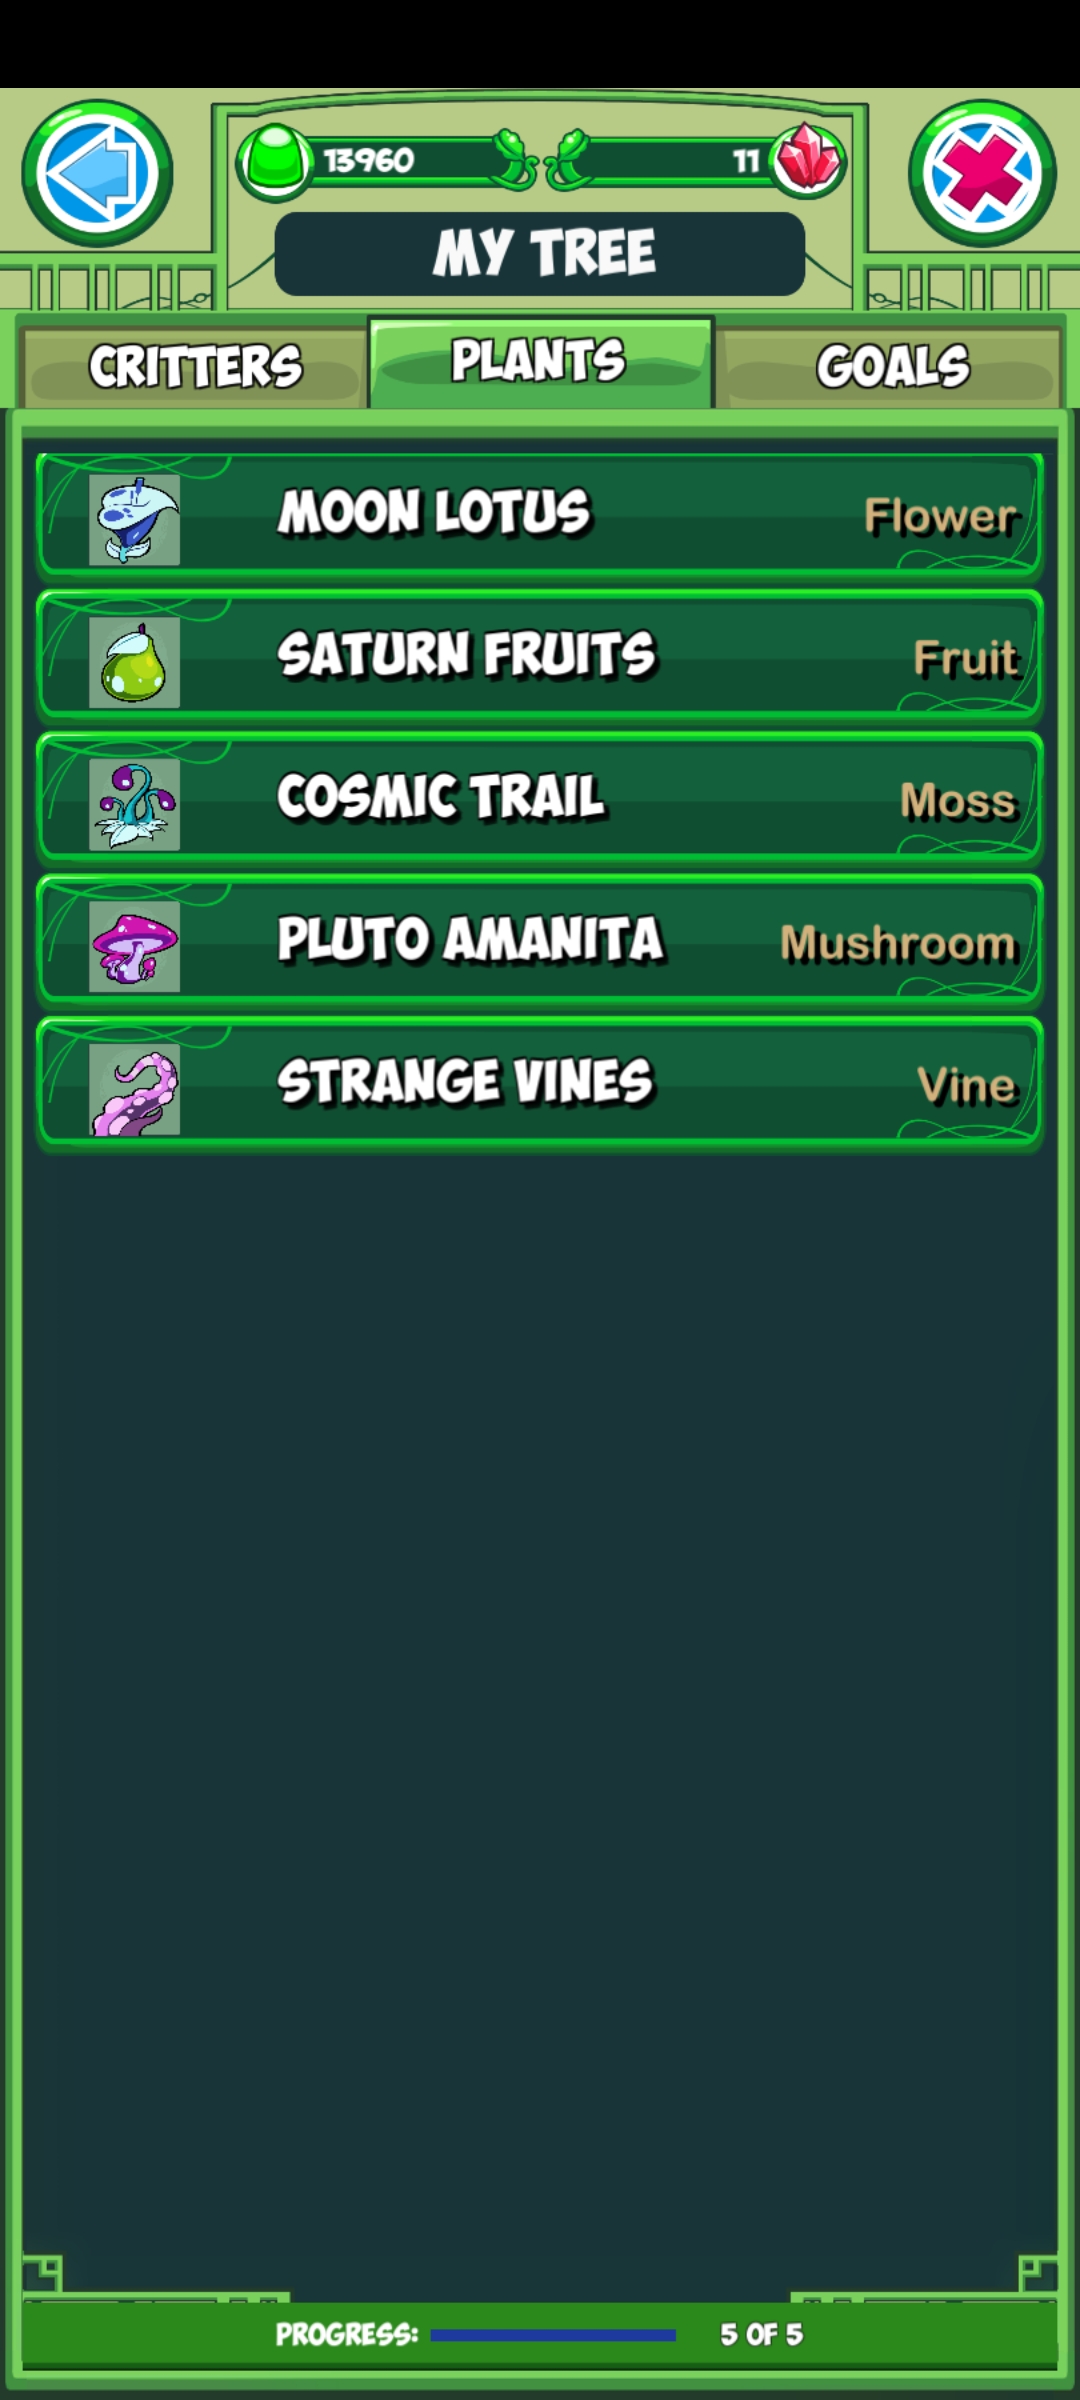 13960
11
MY TREE
CRITTERS
PLANTS
GOALS
MOON LOTUS
Flower
SATURN FRUITS
Fruit
COSMIC TRAIL
Moss
PLUTO AMANITA
Mushroom
STRANGE VINES
Vine
PROGRESS:
5 OF 5